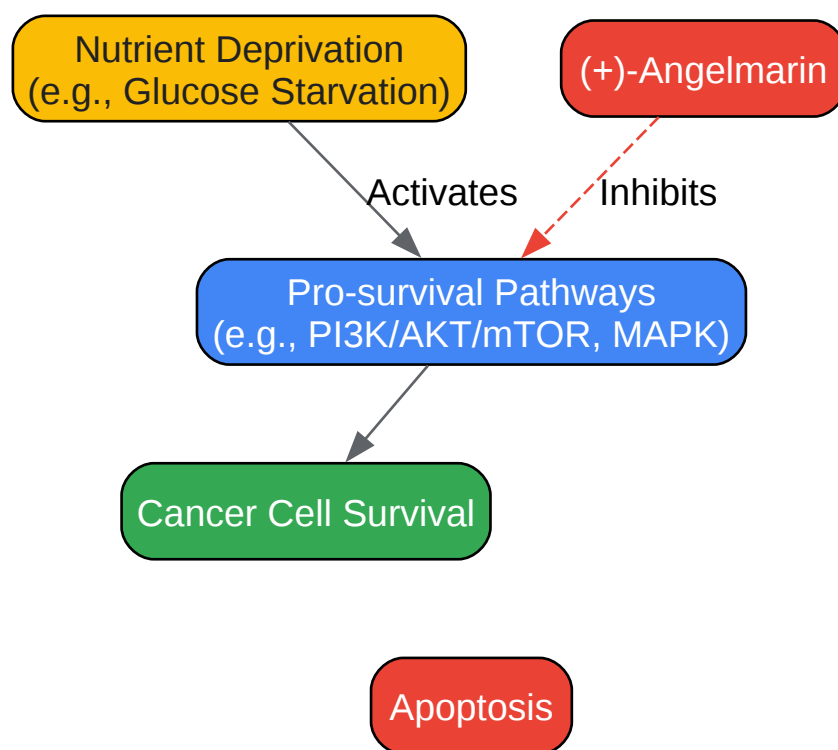 Nutrient Deprivation
(e.g., Glucose Starvation)
(+)-Angelmarin
Activates
Inhibits
Pro-survival Pathways
(e.g., PI3K/AKT/mTOR, MAPK)
Cancer Cell Survival
Apoptosis